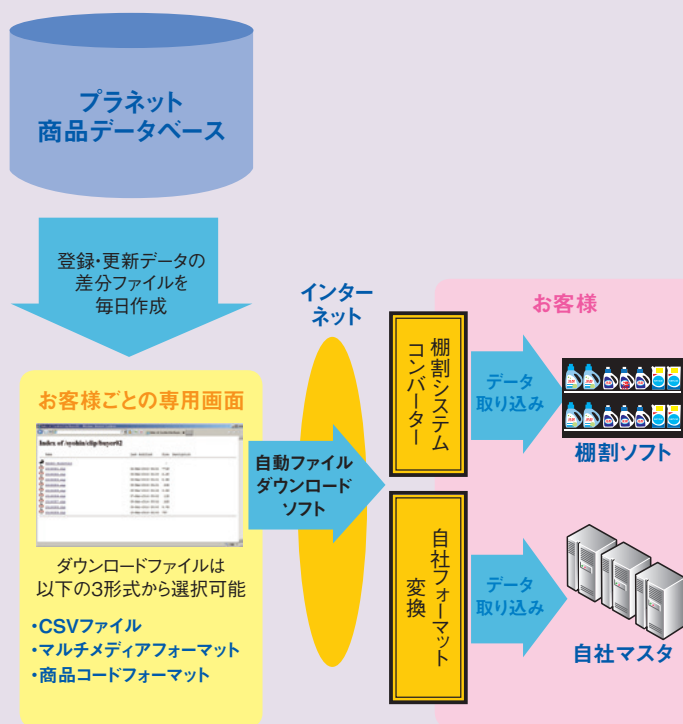 プラネット
商品データベース
登録・更新データの
差分ファイルを
毎日作成
お客様ごとの専用画面
Index of /syohin/clip/buyer02
ダウンロードファイルは
以下の3形式から選択可能
・CSVファイル
・マルチメディアフォーマット
・商品コードフォーマット
インター
ネット
自動ファイル
ダウンロード
ソフト
棚割システム
コンバーター
自社フォーマット
変換
お客様
データ
取り込み
棚割ソフト
データ
取り込み
自社マスタ